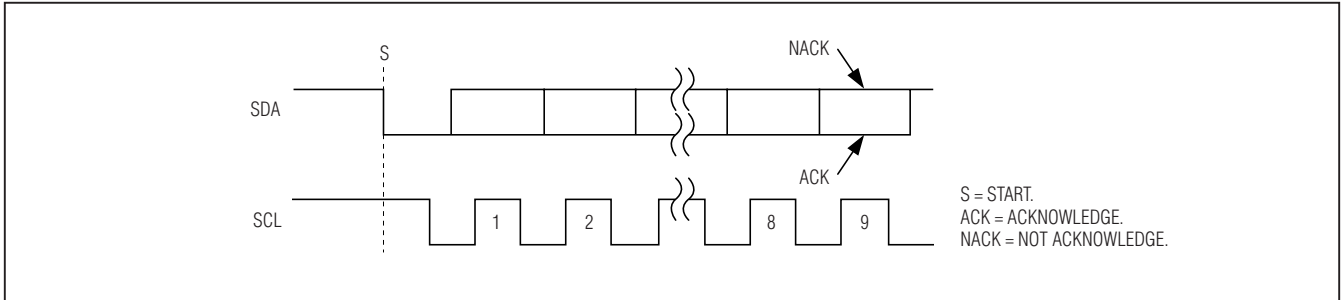 S
NACK
SDA
ACK
SCL
1
2
8
9
S = START.
ACK = ACKNOWLEDGE.
NACK = NOT ACKNOWLEDGE.